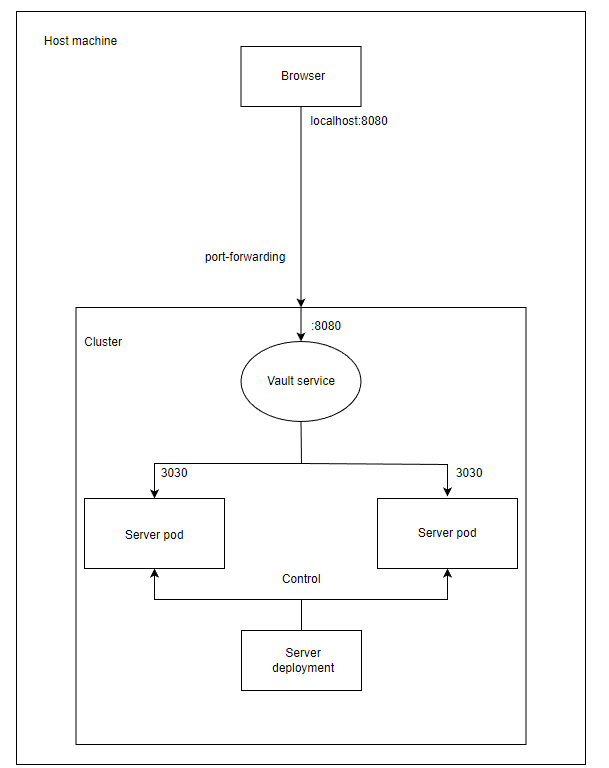 Host machine
Browser
localhost:8080
port-forwarding
:8080
Cluster
Vault service
3030
3030
Server pod
Server pod
Control
Server
deployment